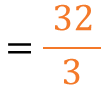 = 32/3